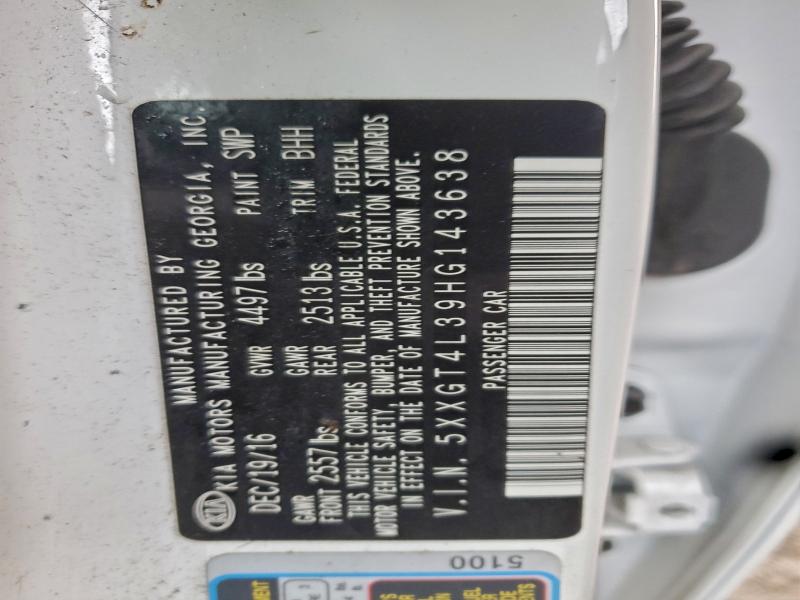 MANUFACTURED BY
KIA KIA MOTORS MANUFACTURING GEORGIA, INC.
DEC/19/16 GVWR 4497lbs PAINT SWP
GAWR FRONT 2557lbs GAWR REAR 2513lbs TRIM BHH
THIS VEHICLE CONFORMS TO ALL APPLICABLE U.S.A. FEDERAL
MOTOR VEHICLE SAFETY, BUMPER, AND THEFT PREVENTION STANDARDS
IN EFFECT ON THE DATE OF MANUFACTURE SHOWN ABOVE.
V.I.N. 5XXGT4L39HG143638
PASSENGER CAR
5100